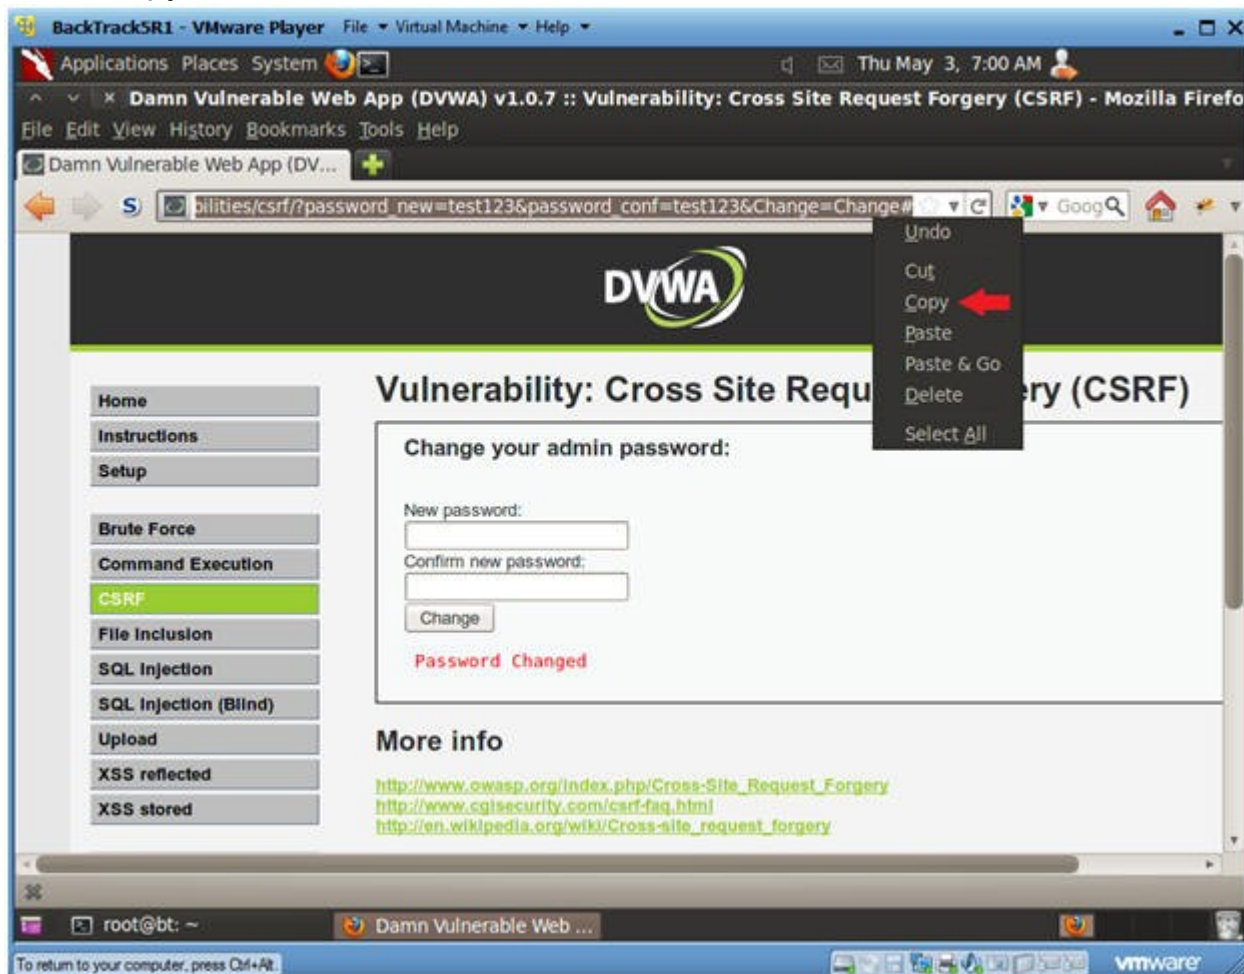 BackTrack5R1 - VMware Player File Virtual Machine Help
Applications Places System Thu May 3, 7:00 AM
Damn Vulnerable Web App (DVWA) v1.0.7 :: Vulnerability: Cross Site Request Forgery (CSRF) - Mozilla Firefo
File Edit View History Bookmarks Tools Help
Damn Vulnerable Web App (DV...
bilities/csrf/?password_new=test123&password_conf=test123&Change=Change# Goog
Undo
Cut
Copy
Paste
Paste & Go
Delete
Select All
DVWA
Home
Instructions
Setup
Brute Force
Command Execution
CSRF
File Inclusion
SQL Injection
SQL Injection (Blind)
Upload
XSS reflected
XSS stored
Vulnerability: Cross Site Requ ry (CSRF)
Change your admin password:
New password:
Confirm new password:
Change
Password Changed
More info
http://www.owasp.org/index.php/Cross-Site_Request_Forgery
http://www.cgisecurity.com/csrf-faq.html
http://en.wikipedia.org/wiki/Cross-site_request_forgery
root@bt: ~ Damn Vulnerable Web ...
To return to your computer, press Ctrl+Alt. vmware